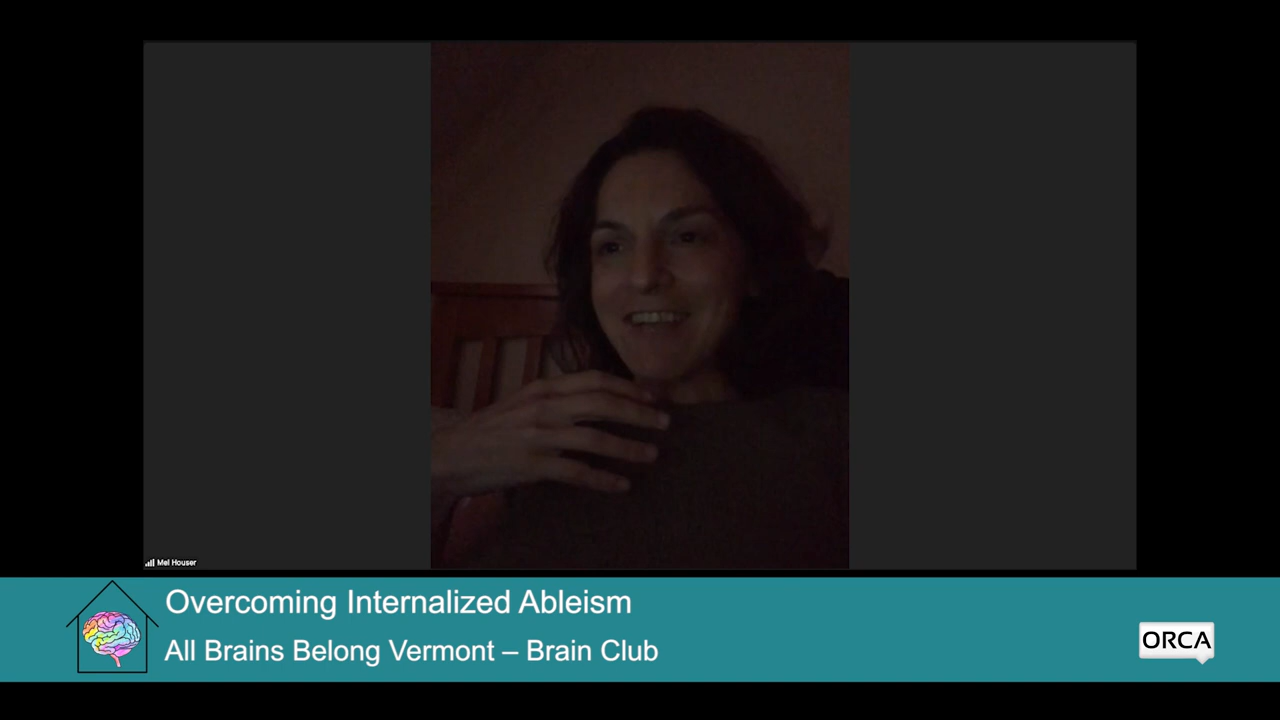 Mel Houser
Overcoming Internalized Ableism
All Brains Belong Vermont – Brain Club
ORCA